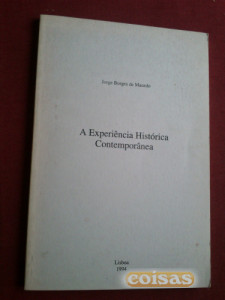 Jorge Borges de Macedo
A Experiência Histórica
Contemporânea
Lisboa
1994
coisas